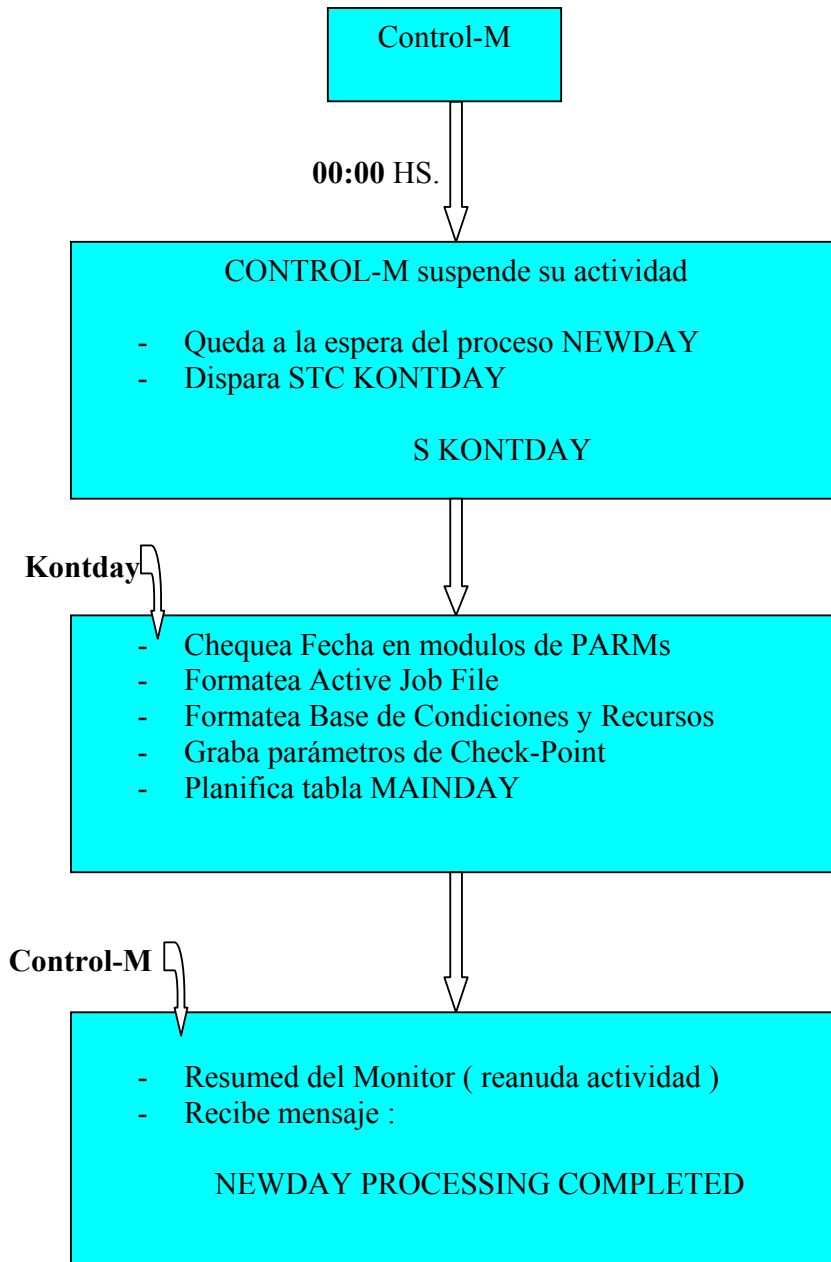 Control-M
00:00 HS.
CONTROL-M suspende su actividad
- Queda a la espera del proceso NEWDAY
- Dispara STC KONTDAY
S KONTDAY
Kontday
- Chequea Fecha en modulos de PARMs
- Formatea Active Job File
- Formatea Base de Condiciones y Recursos
- Graba parámetros de Check-Point
- Planifica tabla MAINDAY
Control-M
- Resumed del Monitor ( reanuda actividad )
- Recibe mensaje :
NEWDAY PROCESSING COMPLETED